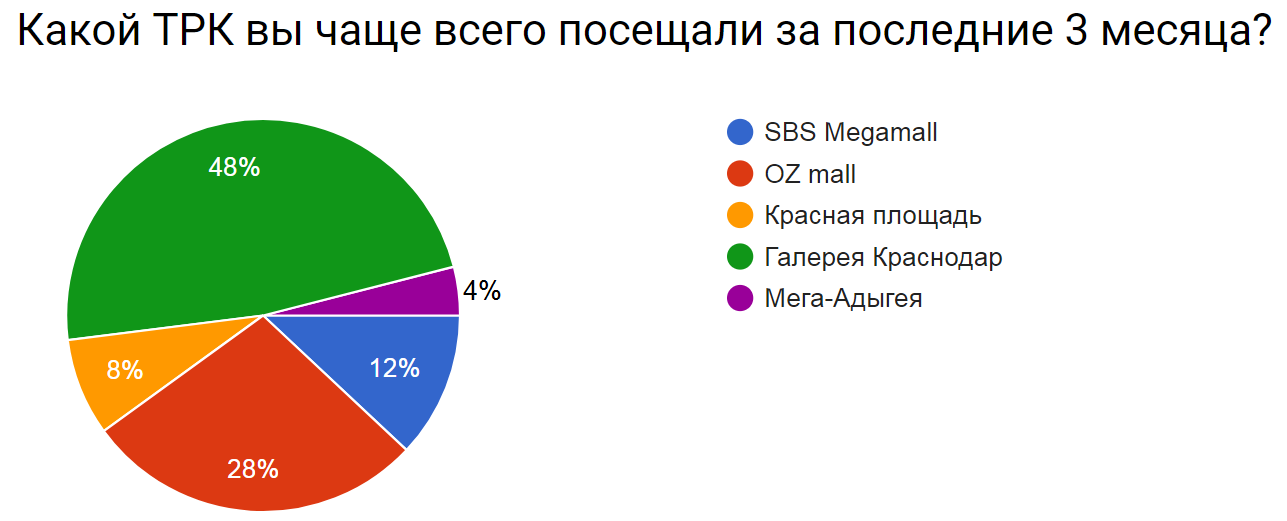 Какой ТРК вы чаще всего посещали за последние 3 месяца?
48%
4%
8%
12%
28%
SBS Megamall
OZ mall
Красная площадь
Галерея Краснодар
Мега-Адыгея